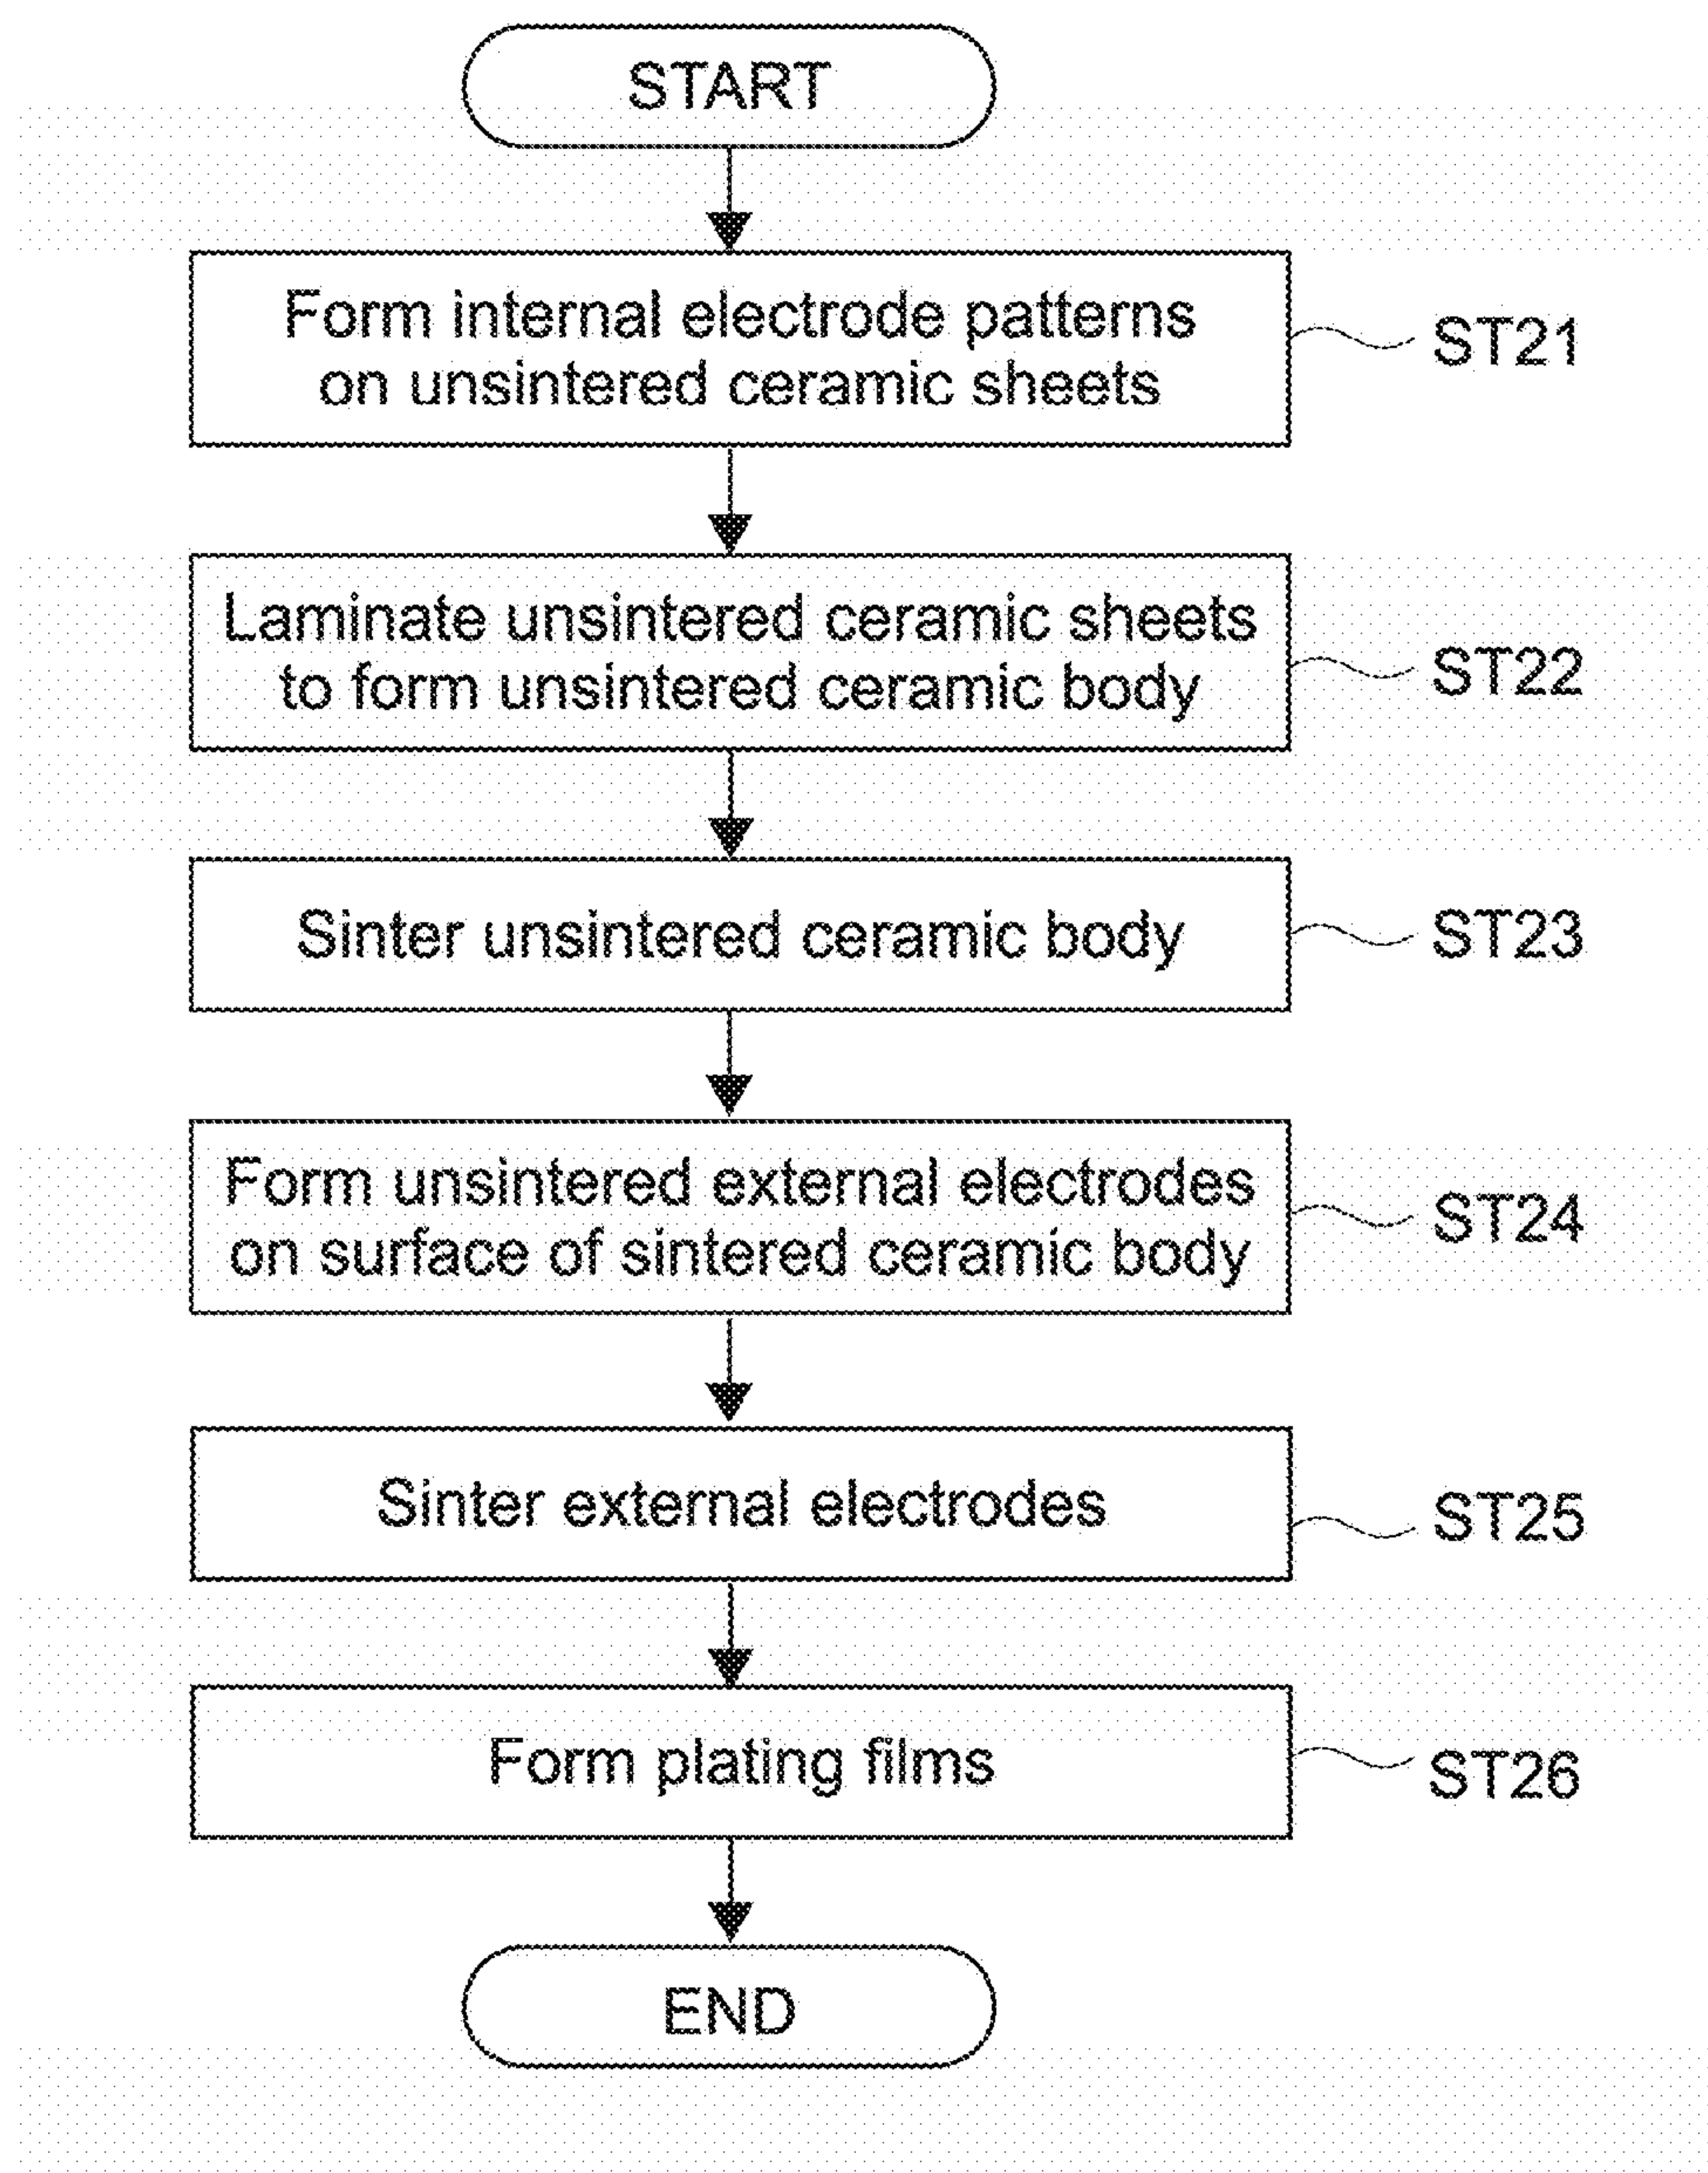 START
Form internal electrode patterns
on unsintered ceramic sheets
ST21
Laminate unsintered ceramic sheets
to form unsintered ceramic body
ST22
Sinter unsintered ceramic body
ST23
Form unsintered external electrodes
on surface of sintered ceramic body
ST24
Sinter external electrodes
ST25
Form plating films
ST26
END